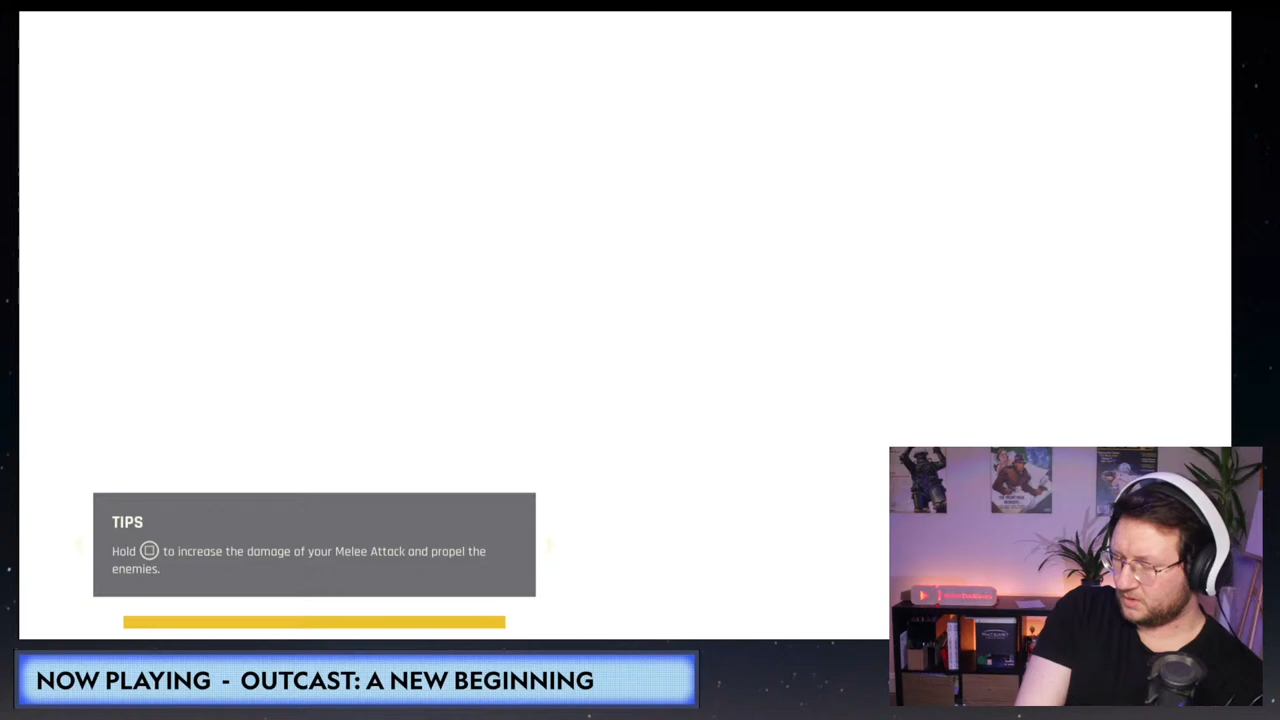 TIPS
Hold to increase the damage of your Melee Attack and propel the
enemies.
NOW PLAYING - OUTCAST: A NEW BEGINNING